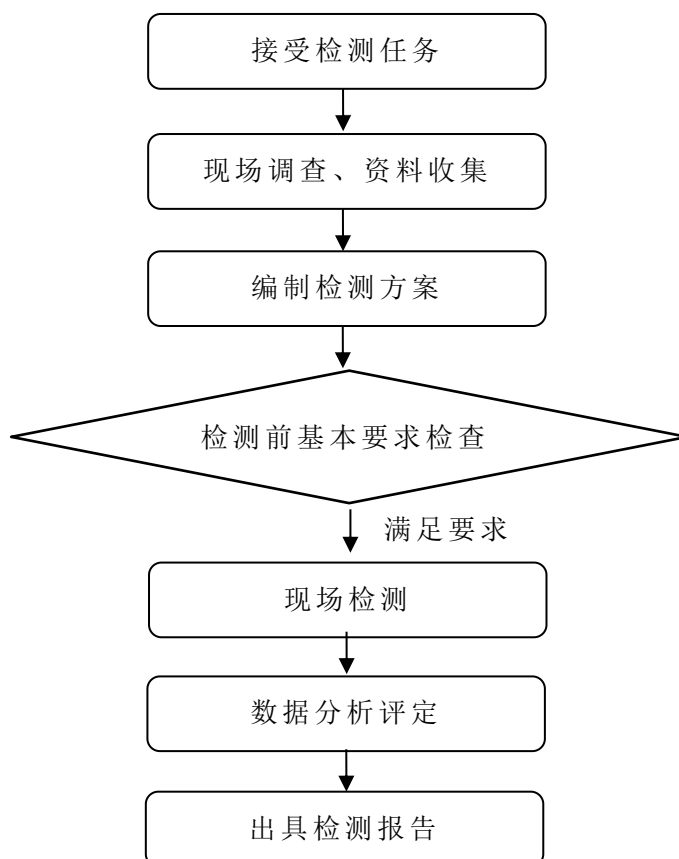 接受检测任务
现场调查、资料收集
编制检测方案
检测前基本要求检查
满足要求
现场检测
数据分析评定
出具检测报告